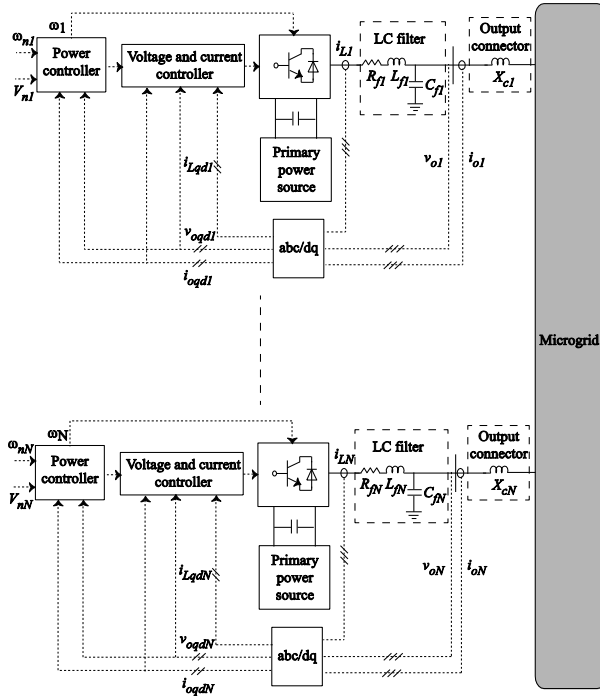 ω1
ωn1
Vn1
Power
controller
Voltage and current
controller
iL1
LC filter
Rf1 Lf1
Cf1
Output
connector
Xc1
Primary
power
source
iLqd1
vo1
io1
voqd1
ioqd1
abc/dq
Microgrid
ωN
ωnN
VnN
Power
controller
Voltage and current
controller
iLN
LC filter
RfN LfN
CfN
Output
connector
XcN
Primary
power
source
iLqdN
voN
ioN
voqdN
ioqdN
abc/dq